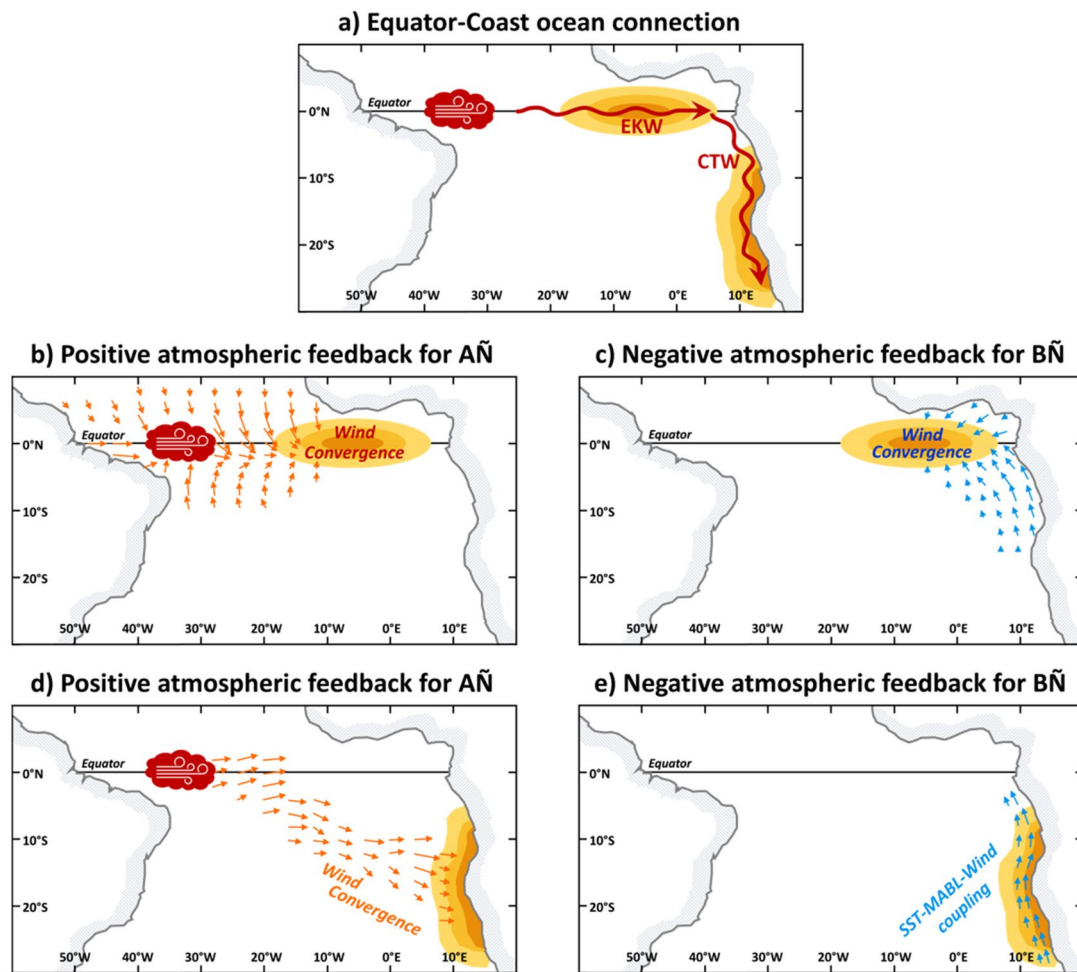 a) Equator-Coast ocean connection
Equator
0°N
EKW
CTW
10°S
20°S
50°W 40°W 30°W 20°W 10°W 0°E 10°E
b) Positive atmospheric feedback for AÑ
0°N
Equator
Wind
Convergence
10°S
20°S
50°W 40°W 30°W 20°W 10°W 0°E 10°E
c) Negative atmospheric feedback for BÑ
0°N
Equator
Wind
Convergence
10°S
20°S
50°W 40°W 30°W 20°W 10°W 0°E 10°E
d) Positive atmospheric feedback for AÑ
Equator
0°N
10°S
Wind
Convergence
20°S
50°W 40°W 30°W 20°W 10°W 0°E 10°E
e) Negative atmospheric feedback for BÑ
Equator
0°N
10°S
SST-MABL-Wind
coupling
20°S
50°W 40°W 30°W 20°W 10°W 0°E 10°E